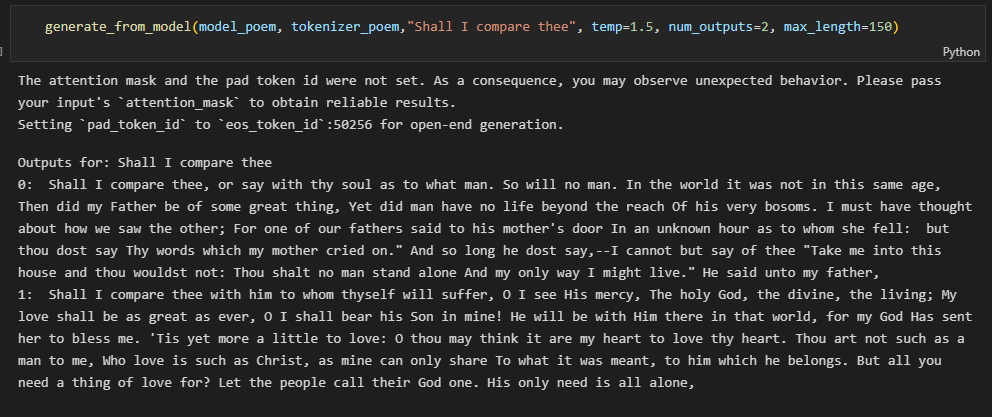 generate_from_model(model_poem, tokenizer_poem,"Shall I compare thee", temp=1.5, num_outputs=2, max_length=150)
Python
The attention mask and the pad token id were not set. As a consequence, you may observe unexpected behavior. Please pass
your input's `attention_mask` to obtain reliable results.
Setting `pad_token_id` to `eos_token_id`:50256 for open-end generation.
Outputs for: Shall I compare thee
0:  Shall I compare thee, or say with thy soul as to what man. So will no man. In the world it was not in this same age,
Then did my Father be of some great thing, Yet did man have no life beyond the reach Of his very bosoms. I must have thought
about how we saw the other; For one of our fathers said to his mother's door In an unknown hour as to whom she fell:  but
thou dost say Thy words which my mother cried on." And so long he dost say,--I cannot but say of thee "Take me into this
house and thou wouldst not: Thou shalt no man stand alone And my only way I might live." He said unto my father,
1:  Shall I compare thee with him to whom thyself will suffer, O I see His mercy, The holy God, the divine, the living; My
love shall be as great as ever, O I shall bear his Son in mine! He will be with Him there in that world, for my God Has sent
her to bless me. 'Tis yet more a little to love: O thou may think it are my heart to love thy heart. Thou art not such as a
man to me, Who love is such as Christ, as mine can only share To what it was meant, to him which he belongs. But all you
need a thing of love for? Let the people call their God one. His only need is all alone,